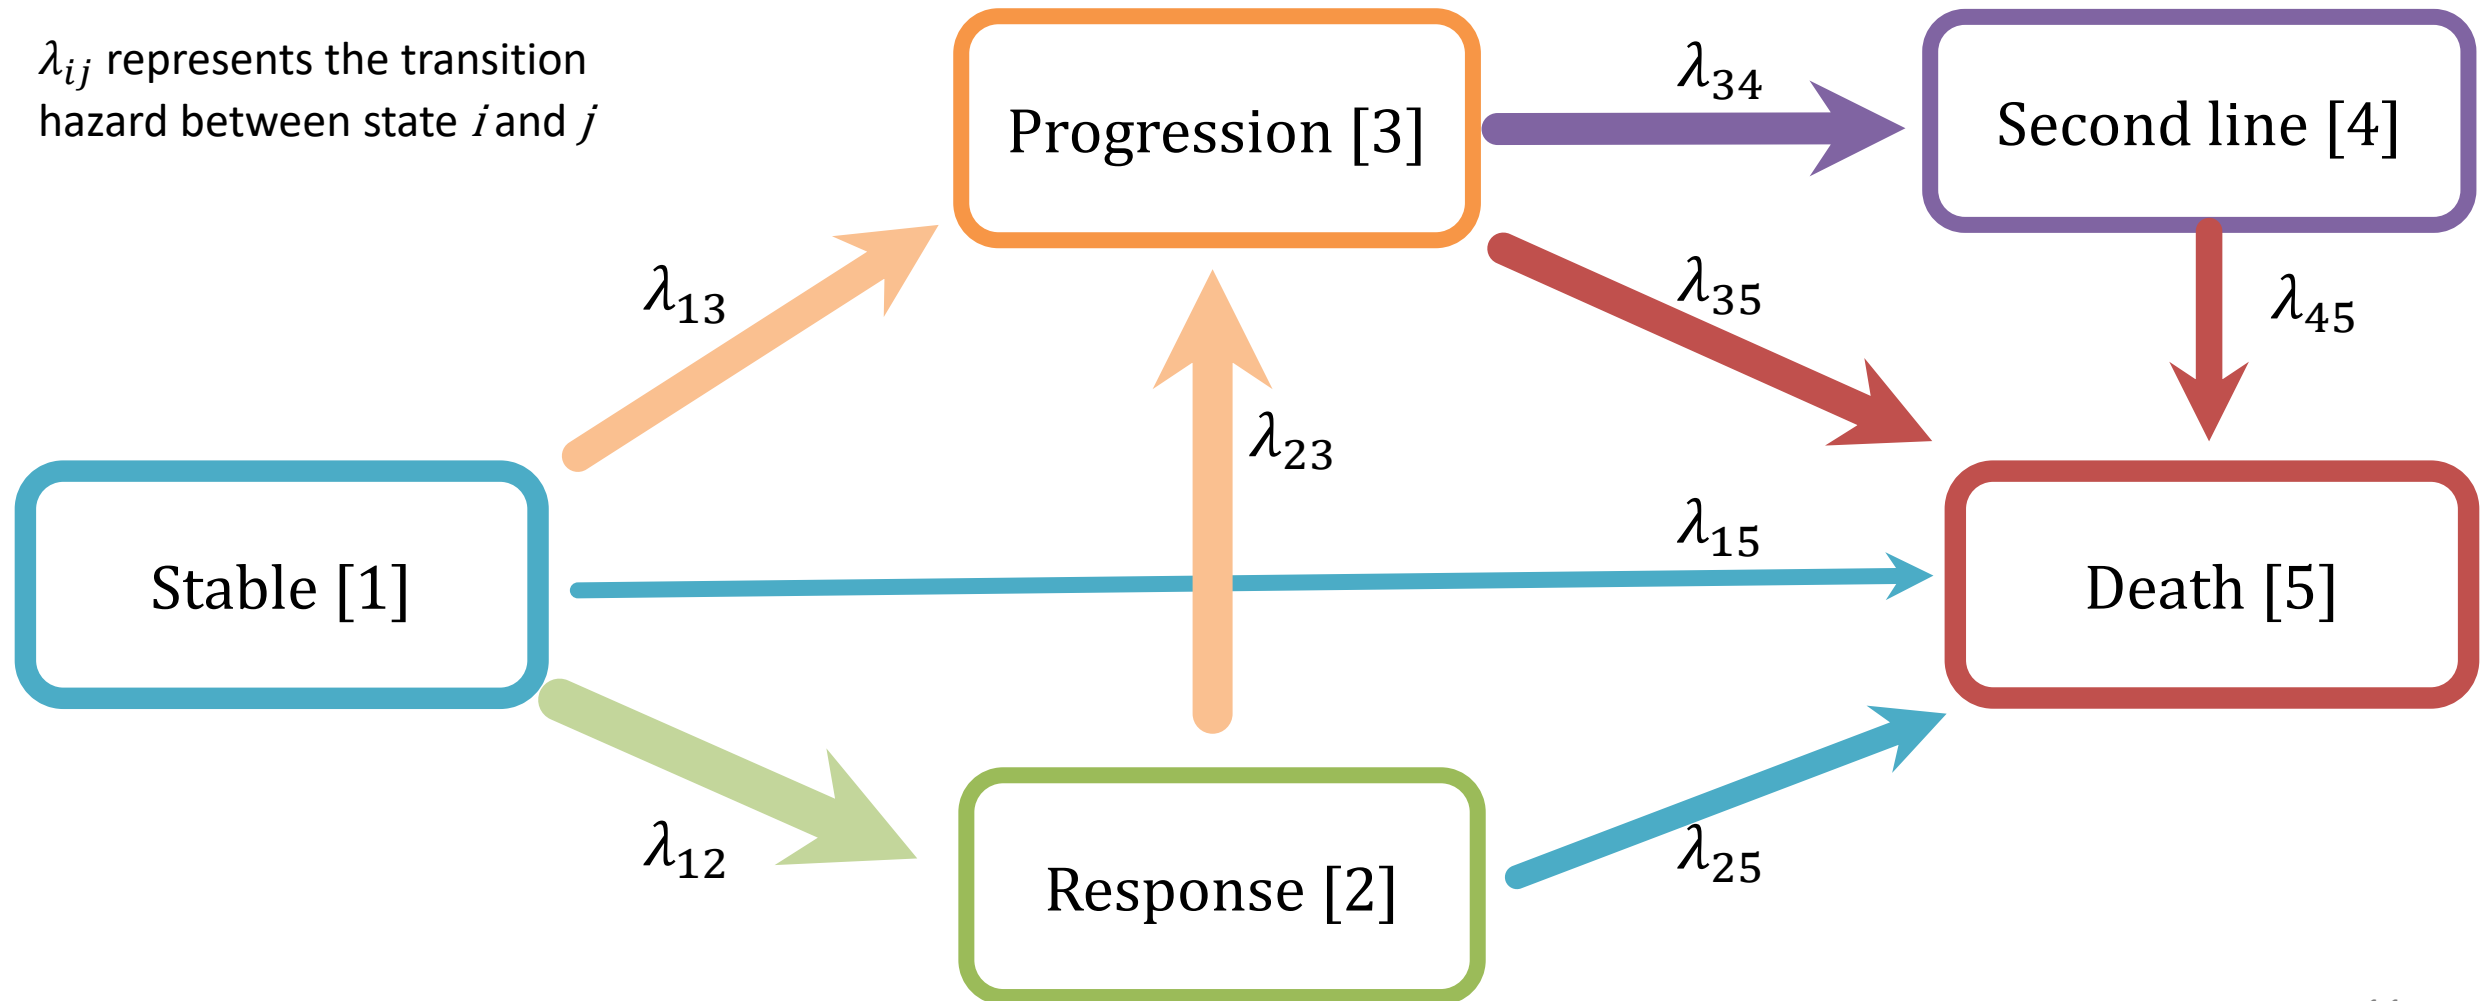 λij represents the transition
hazard between state i and j
Progression [3]
λ34
Second line [4]
λ13
λ35
λ45
λ23
λ15
Stable [1]
Death [5]
λ12
λ25
Response [2]